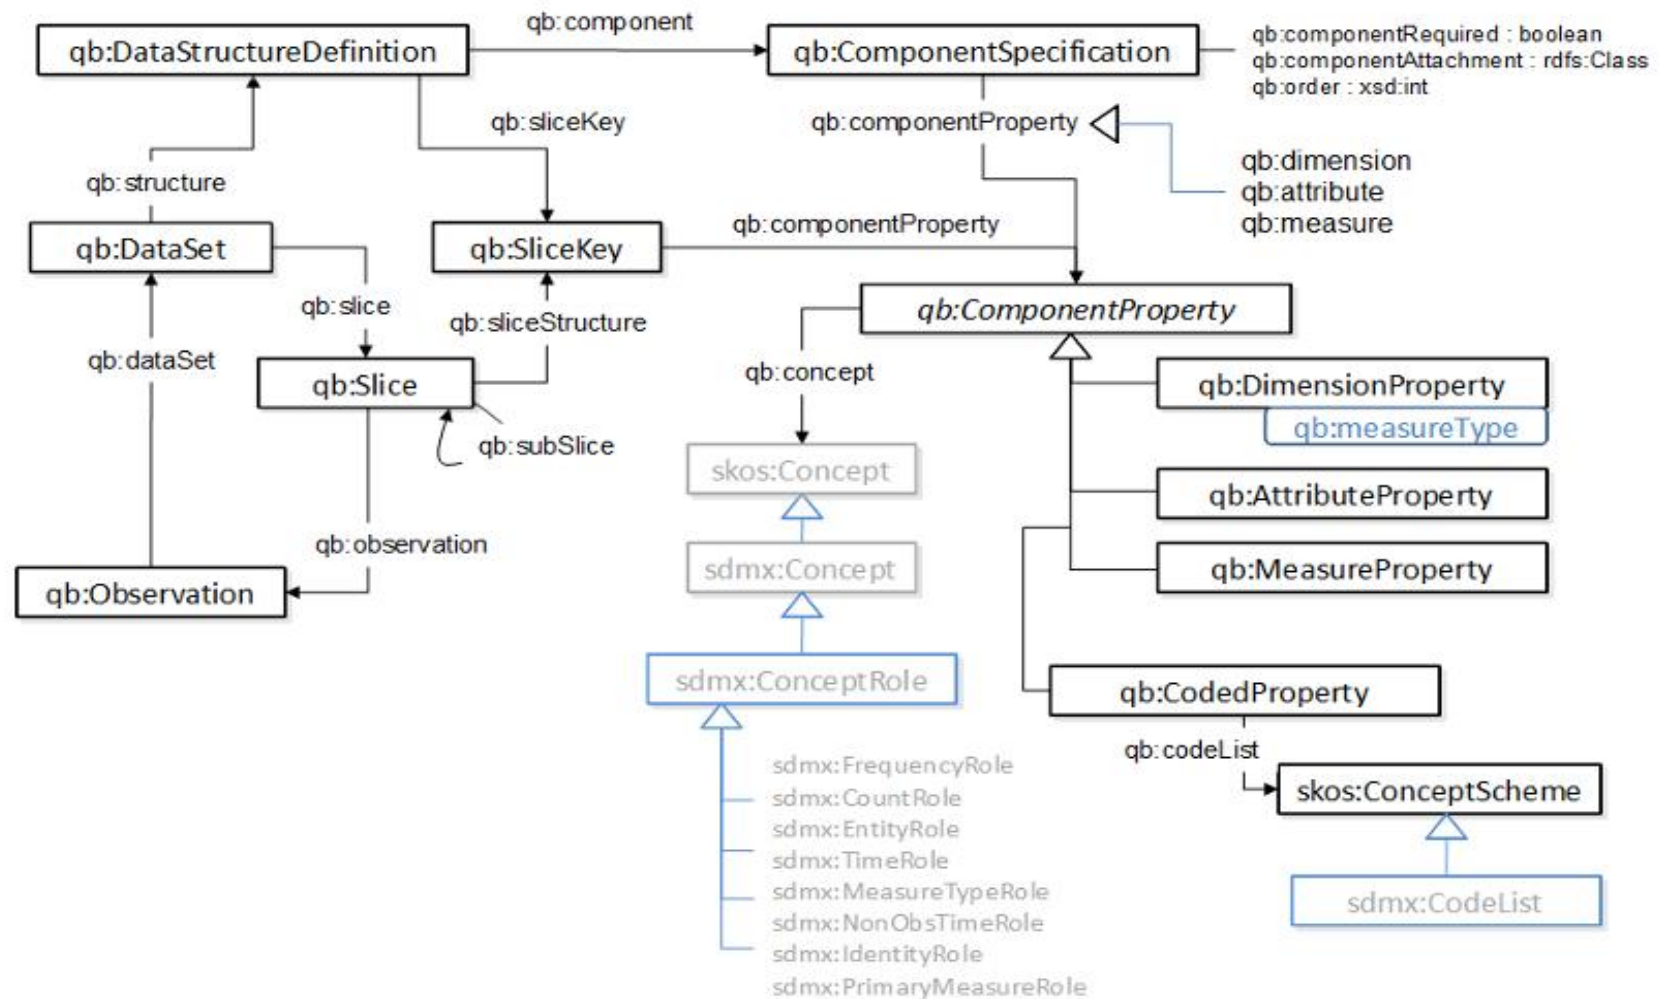 qb:component
qb:DataStructureDefinition
qb:ComponentSpecification
qb:componentRequired : boolean
qb:componentAttachment : rdfs:Class
qb:order : xsd:int
qb:sliceKey
qb:componentProperty
qb:dimension
qb:attribute
qb:measure
qb:structure
qb:DataSet
qb:SliceKey
qb:componentProperty
qb:slice
qb:sliceStructure
qb:ComponentProperty
qb:dataSet
qb:Slice
qb:concept
qb:DimensionProperty
qb:measureType
qb:subSlice
skos:Concept
qb:AttributeProperty
qb:observation
sdmx:Concept
qb:MeasureProperty
qb:Observation
sdmx:ConceptRole
qb:CodedProperty
qb:codeList
sdmx:FrequencyRole
sdmx:CountRole
sdmx:EntityRole
sdmx:TimeRole
sdmx:MeasureTypeRole
sdmx:NonObsTimeRole
sdmx:IdentityRole
sdmx:PrimaryMeasureRole
skos:ConceptScheme
sdmx:CodeList